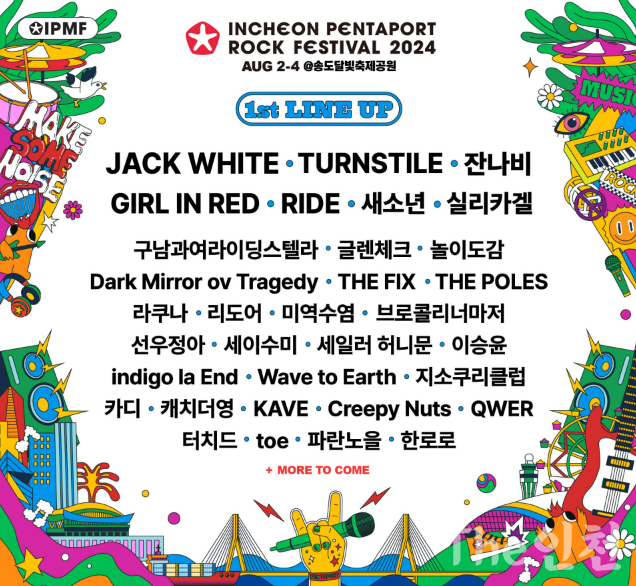 IPMF
INCHEON PENTAPORT
ROCK FESTIVAL 2024
AUG 2-4 @송도달빛축제공원
1st LINE UP
MUSIC
MAKE
SOME
NOISE
JACK WHITE • TURNSTILE • 잔나비
GIRL IN RED • RIDE • 새소년 • 실리카겔
ROCK
구남과여라이딩스텔라 • 글렌체크 • 놀이도감
Dark Mirror ov Tragedy • THE FIX • THE POLES
라쿠나 • 리도어 • 미역수염 • 브로콜리너마저
선우정아 • 세이수미 • 세일러 허니문 • 이승윤
indigo la End • Wave to Earth • 지소쿠리클럽
카디 • 캐치더영 • KAVE • Creepy Nuts • QWER
터치드 • toe • 파란노을 • 한로로
+ MORE TO COME
The인천